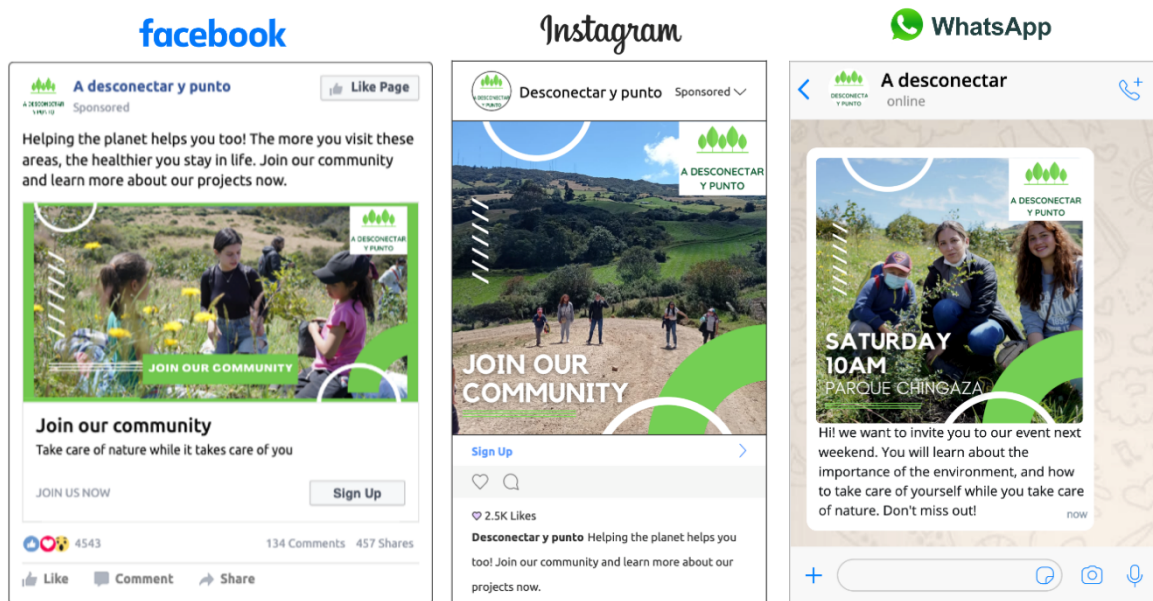 facebook
A DESCONECTAR
Y PUNTO
A desconectar y punto
Sponsored
Like Page
Helping the planet helps you too! The more you visit these
areas, the healthier you stay in life. Join our community
and learn more about our projects now.
A DESCONECTAR
Y PUNTO
JOIN OUR COMMUNITY
Join our community
Take care of nature while it takes care of you
JOIN US NOW
Sign Up
4543
134 Comments 457 Shares
Like Comment Share
Instagram
A DESCONECTAR
Y PUNTO
Desconectar y punto Sponsored
A DESCONECTAR
Y PUNTO
JOIN OUR
COMMUNITY
Sign Up
2.5K Likes
Desconectar y punto Helping the planet helps you
too! Join our community and learn more about our
projects now.
WhatsApp
DESCONECTA
Y PUNTO
A desconectar
online
A DESCONECTAR
Y PUNTO
SATURDAY
10AM
PARQUE CHINGAZA
Hi! we want to invite you to our event next
weekend. You will learn about the
importance of the environment, and how
to take care of yourself while you take care
of nature. Don't miss out!
now